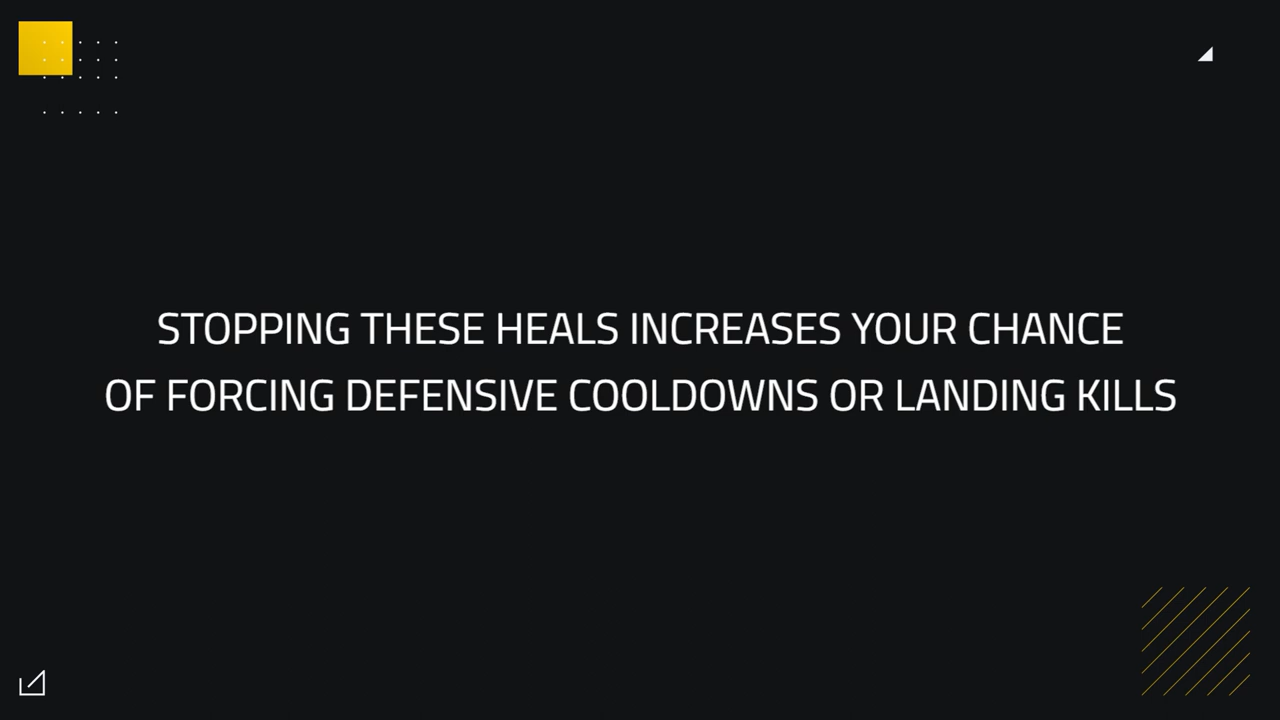 STOPPING THESE HEALS INCREASES YOUR CHANCE
OF FORCING DEFENSIVE COOLDOWNS OR LANDING KILLS